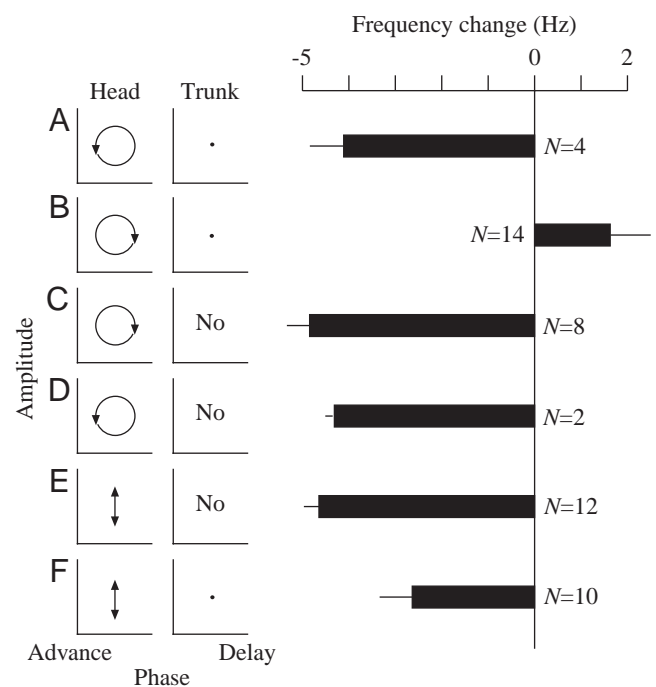 Frequency change (Hz)
-5 0 2
Head Trunk
A
N=4
B
N=14
C
No
N=8
D
No
N=2
E
No
N=12
F
N=10
Amplitude
Advance Delay
Phase